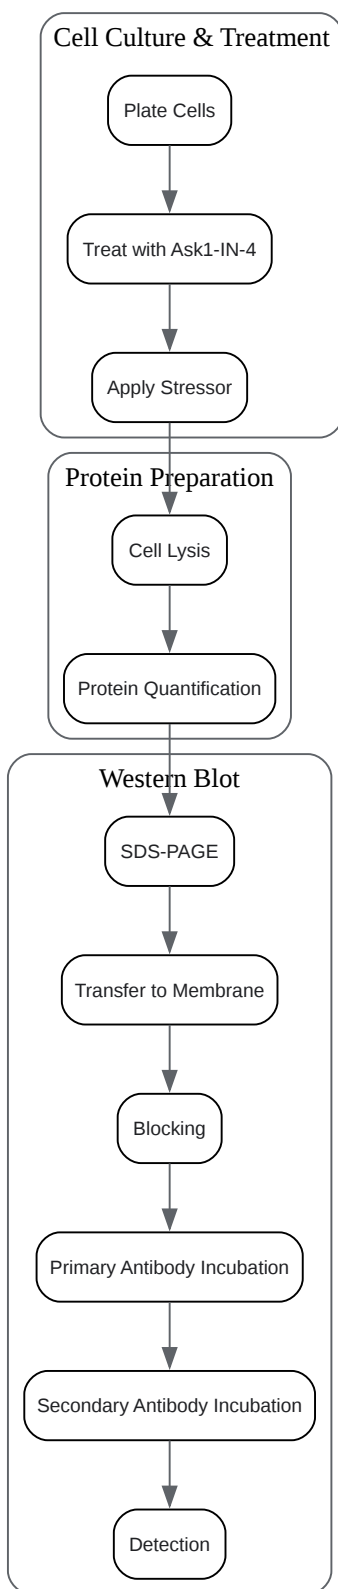 Cell Culture & Treatment
Plate Cells
Treat with Ask1-IN-4
Apply Stressor
Protein Preparation
Cell Lysis
Protein Quantification
Western Blot
SDS-PAGE
Transfer to Membrane
Blocking
Primary Antibody Incubation
Secondary Antibody Incubation
Detection